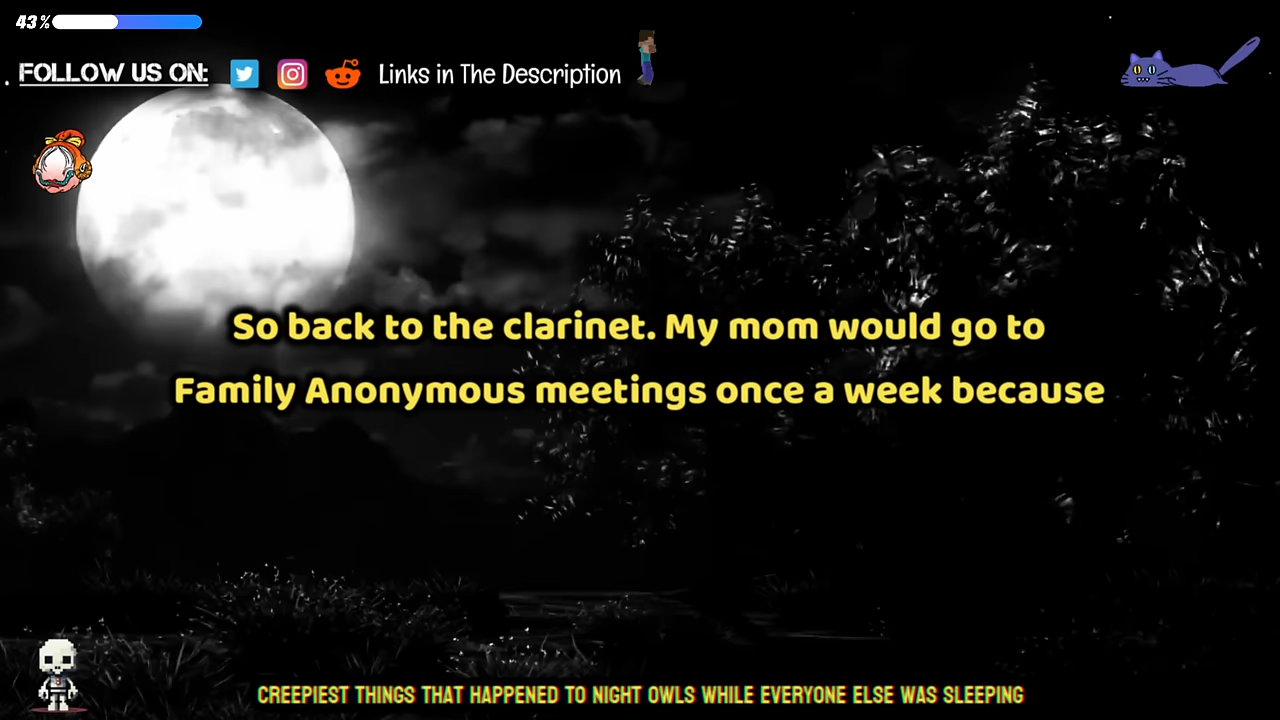 43%
FOLLOW US ON: Links in The Description
So back to the clarinet. My mom would go to
Family Anonymous meetings once a week because
CREEPIEST THINGS THAT HAPPENED TO NIGHT OWLS WHILE EVERYONE ELSE WAS SLEEPING